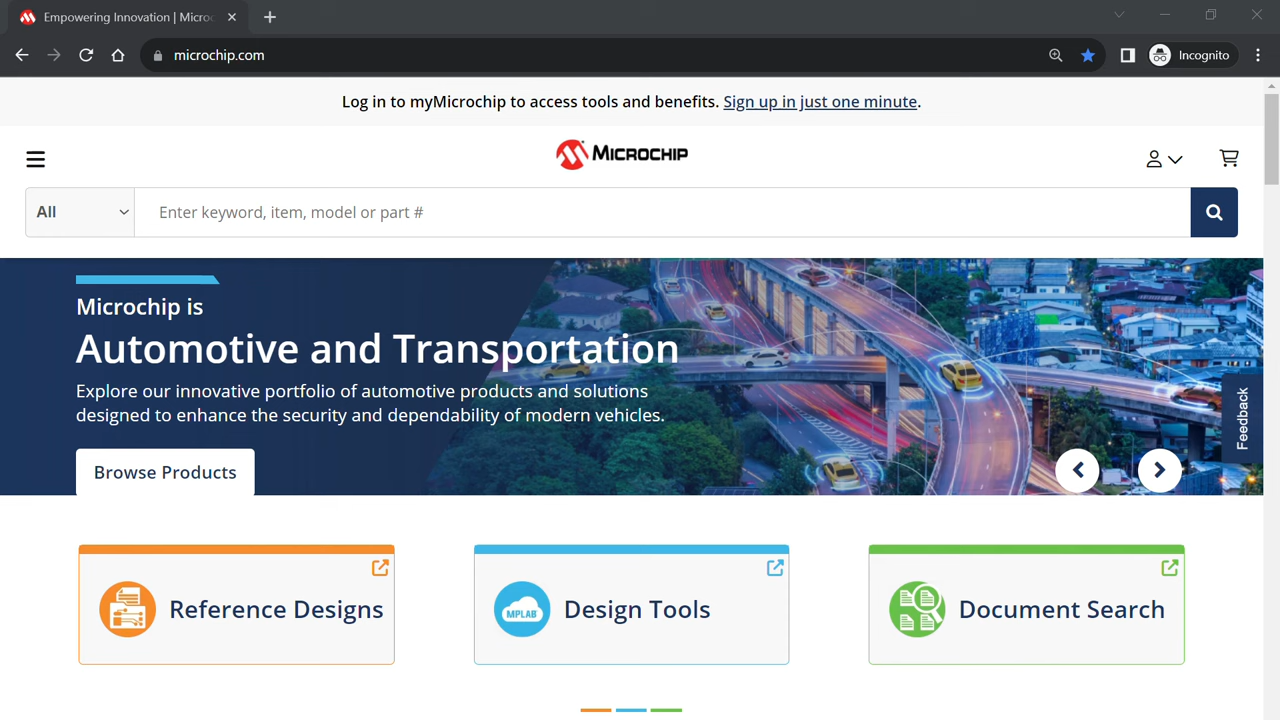 Empowering Innovation | Microc
microchip.com
Incognito
Log in to myMicrochip to access tools and benefits. Sign up in just one minute.
MICROCHIP
All
Enter keyword, item, model or part #
Microchip is
Automotive and Transportation
Explore our innovative portfolio of automotive products and solutions
designed to enhance the security and dependability of modern vehicles.
Feedback
Browse Products
Reference Designs
MPLAB
Design Tools
Document Search